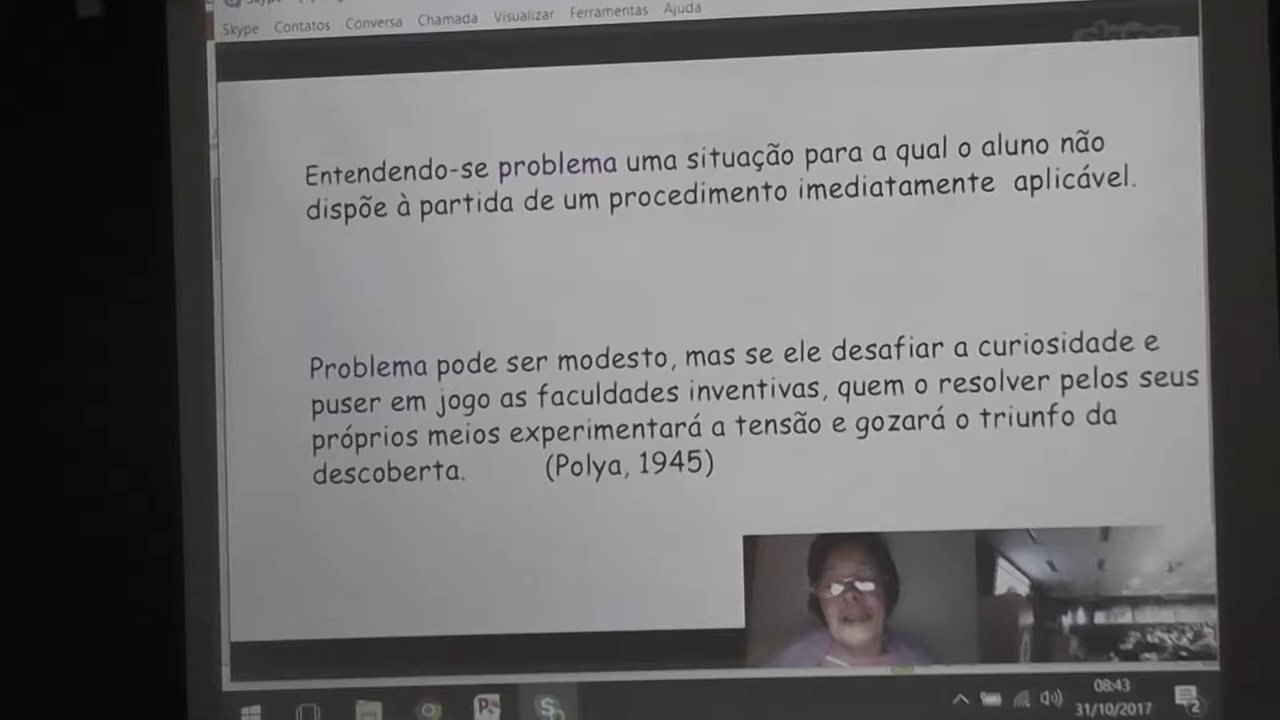 Skype
Skype Contatos Conversa Chamada Visualizar Ferramentas Ajuda
Entendendo-se problema uma situação para a qual o aluno não
dispõe à partida de um procedimento imediatamente aplicável.
Problema pode ser modesto, mas se ele desafiar a curiosidade e
puser em jogo as faculdades inventivas, quem o resolver pelos seus
próprios meios experimentará a tensão e gozará o triunfo da
descoberta. (Polya, 1945)
08:43
31/10/2017
2